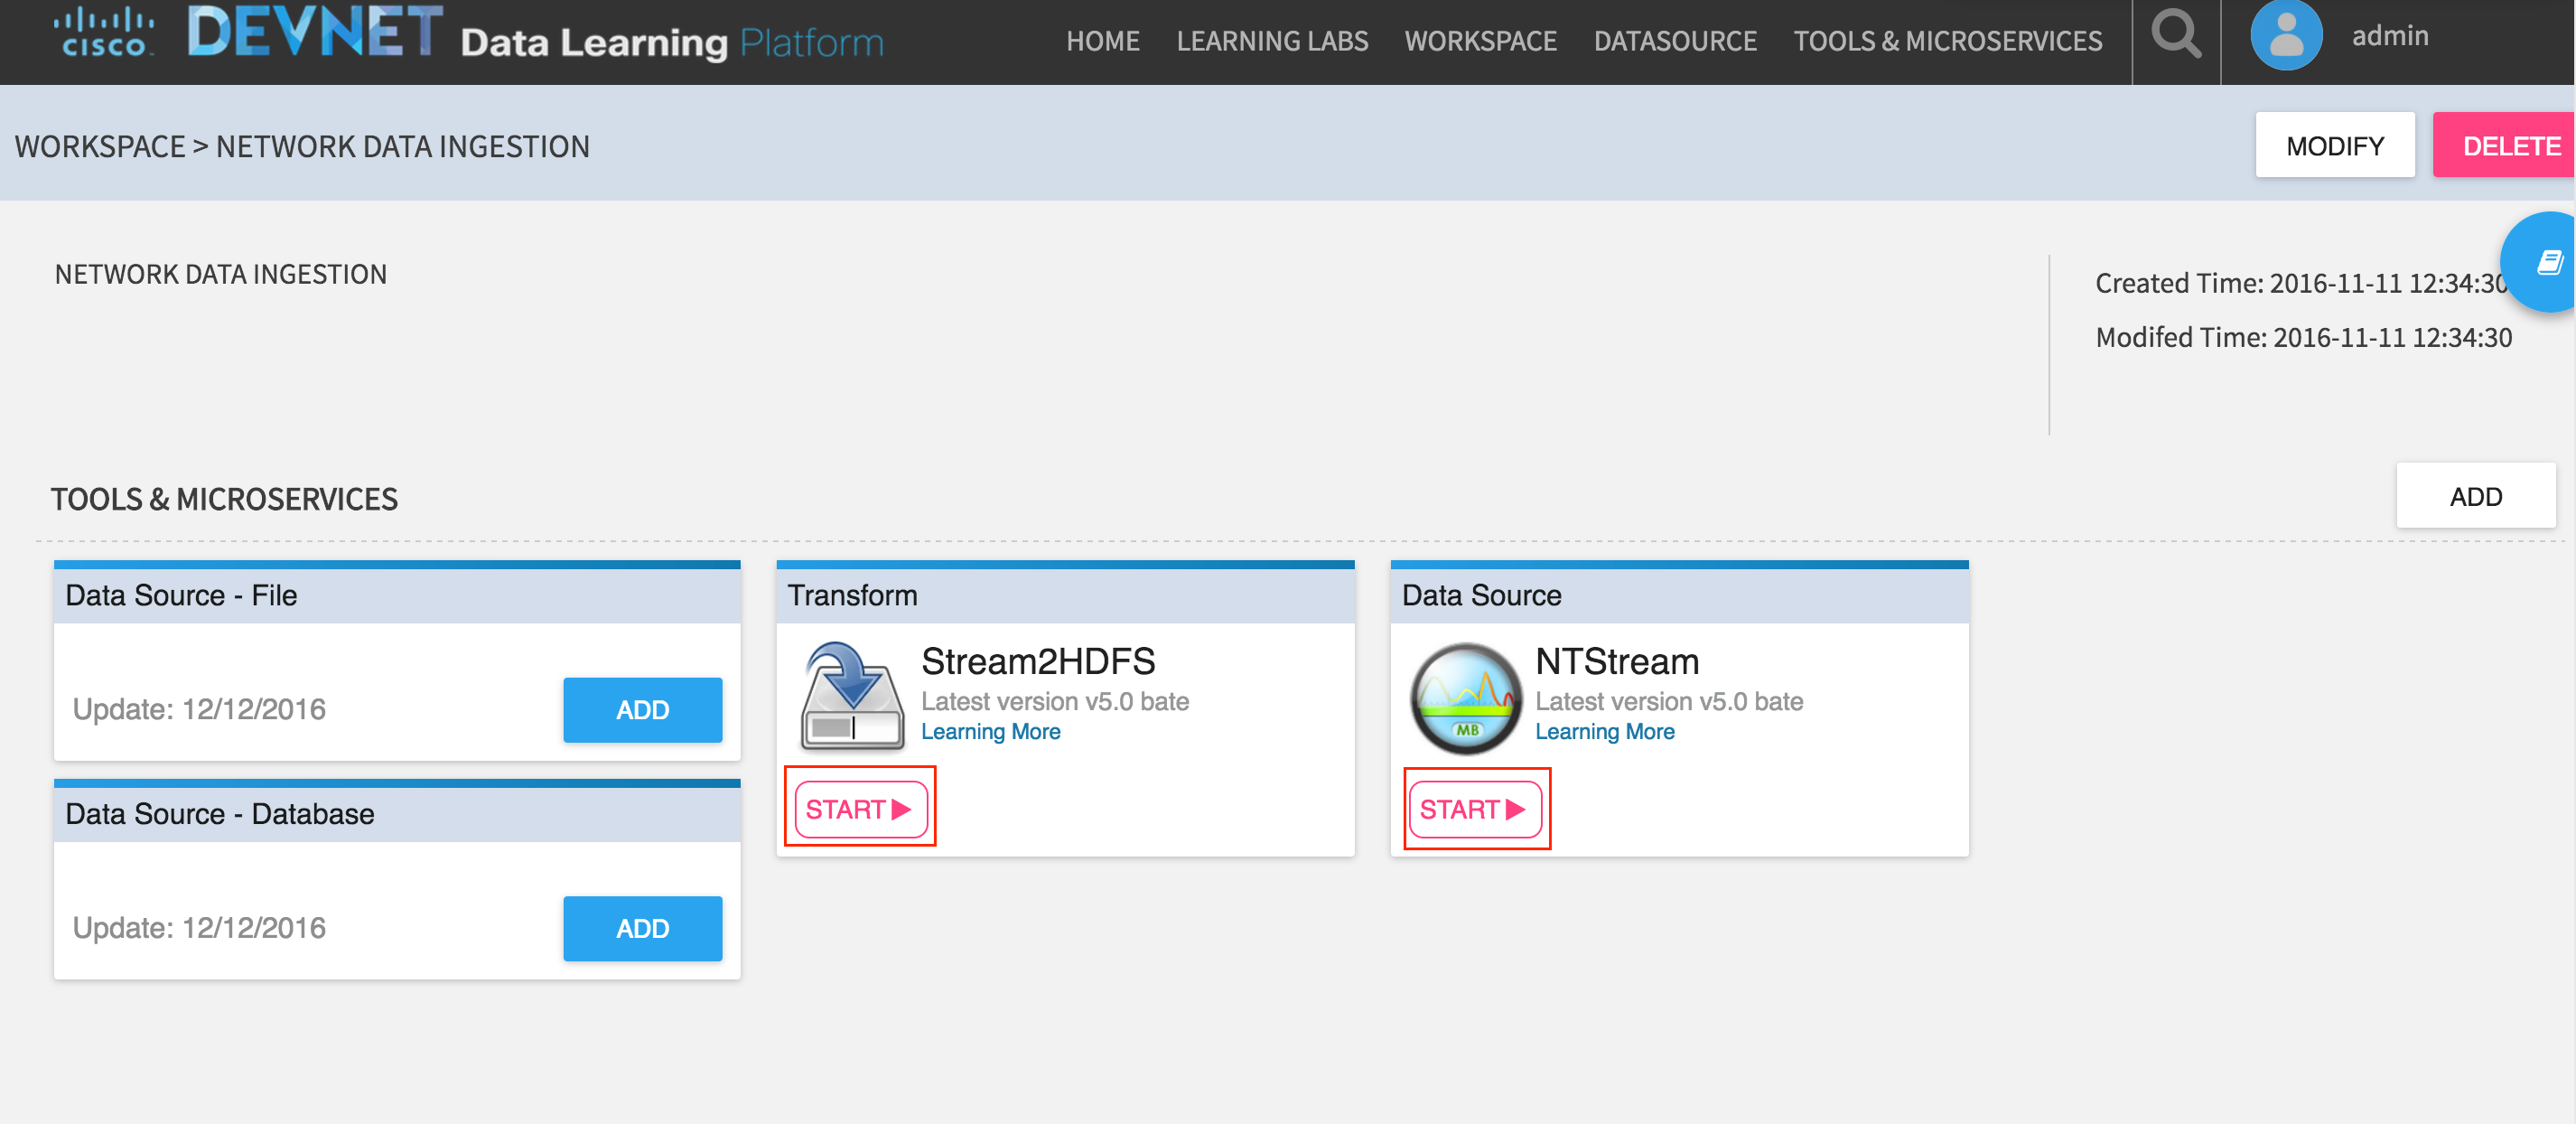 CISCO
DEVNET Data Learning Platform
HOME LEARNING LABS WORKSPACE DATASOURCE TOOLS & MICROSERVICES admin
WORKSPACE > NETWORK DATA INGESTION
MODIFY
DELETE
NETWORK DATA INGESTION
Created Time: 2016-11-11 12:34:30
Modifed Time: 2016-11-11 12:34:30
TOOLS & MICROSERVICES
ADD
Data Source - File
Update: 12/12/2016
ADD
Data Source - Database
Update: 12/12/2016
ADD
Transform
Stream2HDFS
Latest version v5.0 bate
Learning More
START
Data Source
MB
NTStream
Latest version v5.0 bate
Learning More
START